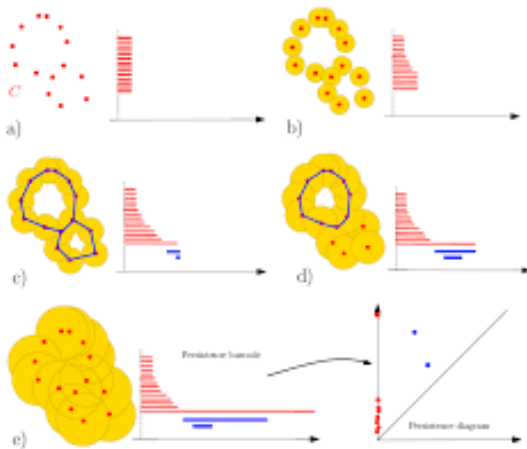 C
a)
b)
c)
d)
Persistence barcode
e)
Persistence diagram